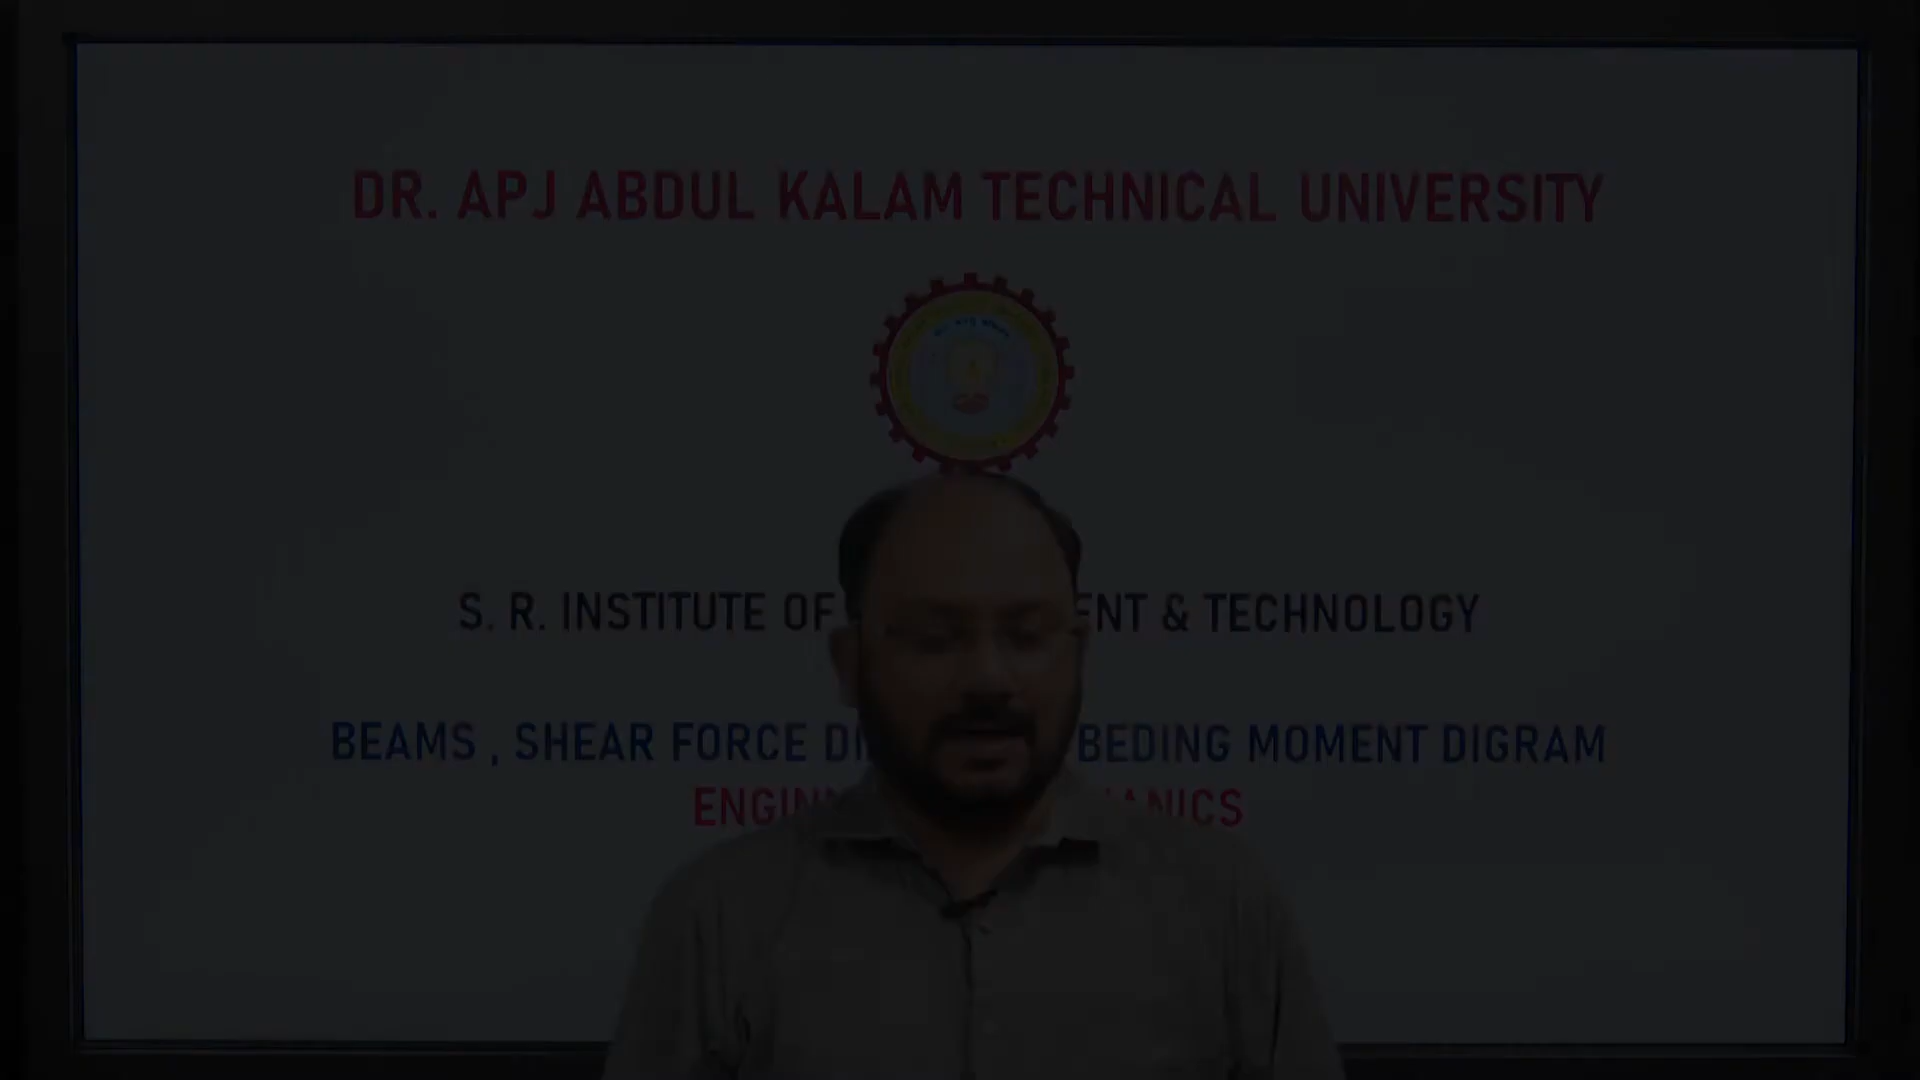 DR. APJ ABDUL KALAM TECHNICAL UNIVERSITY
S. R. INSTITUTE OF ENT & TECHNOLOGY
BEAMS , SHEAR FORCE DI BEDING MOMENT DIGRAM
ENGIN ANICS